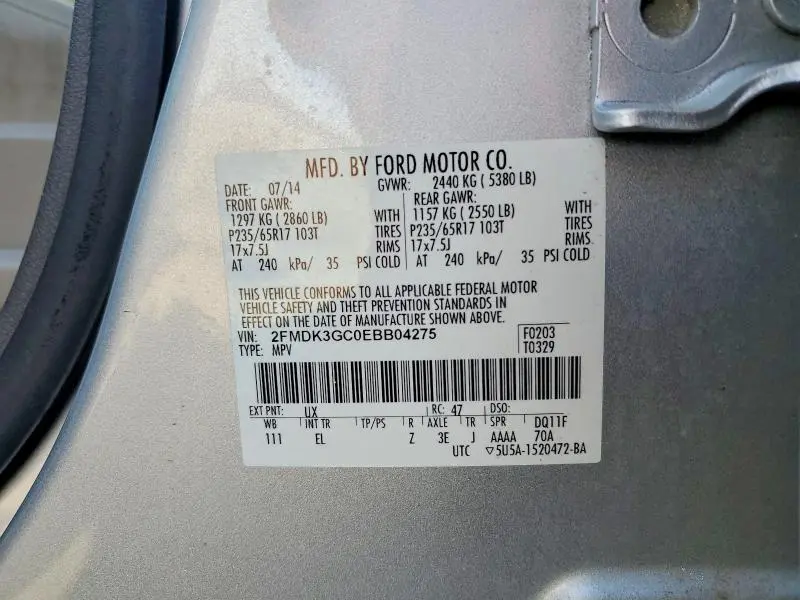 MFD. BY FORD MOTOR CO.
DATE: 07/14 GVWR: 2440 KG ( 5380 LB)
FRONT GAWR: REAR GAWR:
1297 KG ( 2860 LB) WITH 1157 KG ( 2550 LB) WITH
P235/65R17 103T TIRES P235/65R17 103T TIRES
17x7.5J RIMS 17x7.5J RIMS
AT 240 kPa/ 35 PSI COLD AT 240 kPa/ 35 PSI COLD
THIS VEHICLE CONFORMS TO ALL APPLICABLE FEDERAL MOTOR
VEHICLE SAFETY AND THEFT PREVENTION STANDARDS IN
EFFECT ON THE DATE OF MANUFACTURE SHOWN ABOVE.
VIN: 2FMDK3GC0EBB04275 F0203
TYPE: MPV T0329
EXT PNT: UX RC: 47 DSO:
WB INT TR TP/PS R AXLE TR SPR DQ11F
111 EL Z 3E J AAAA 70A
UTC ▽5U5A-1520472-BA